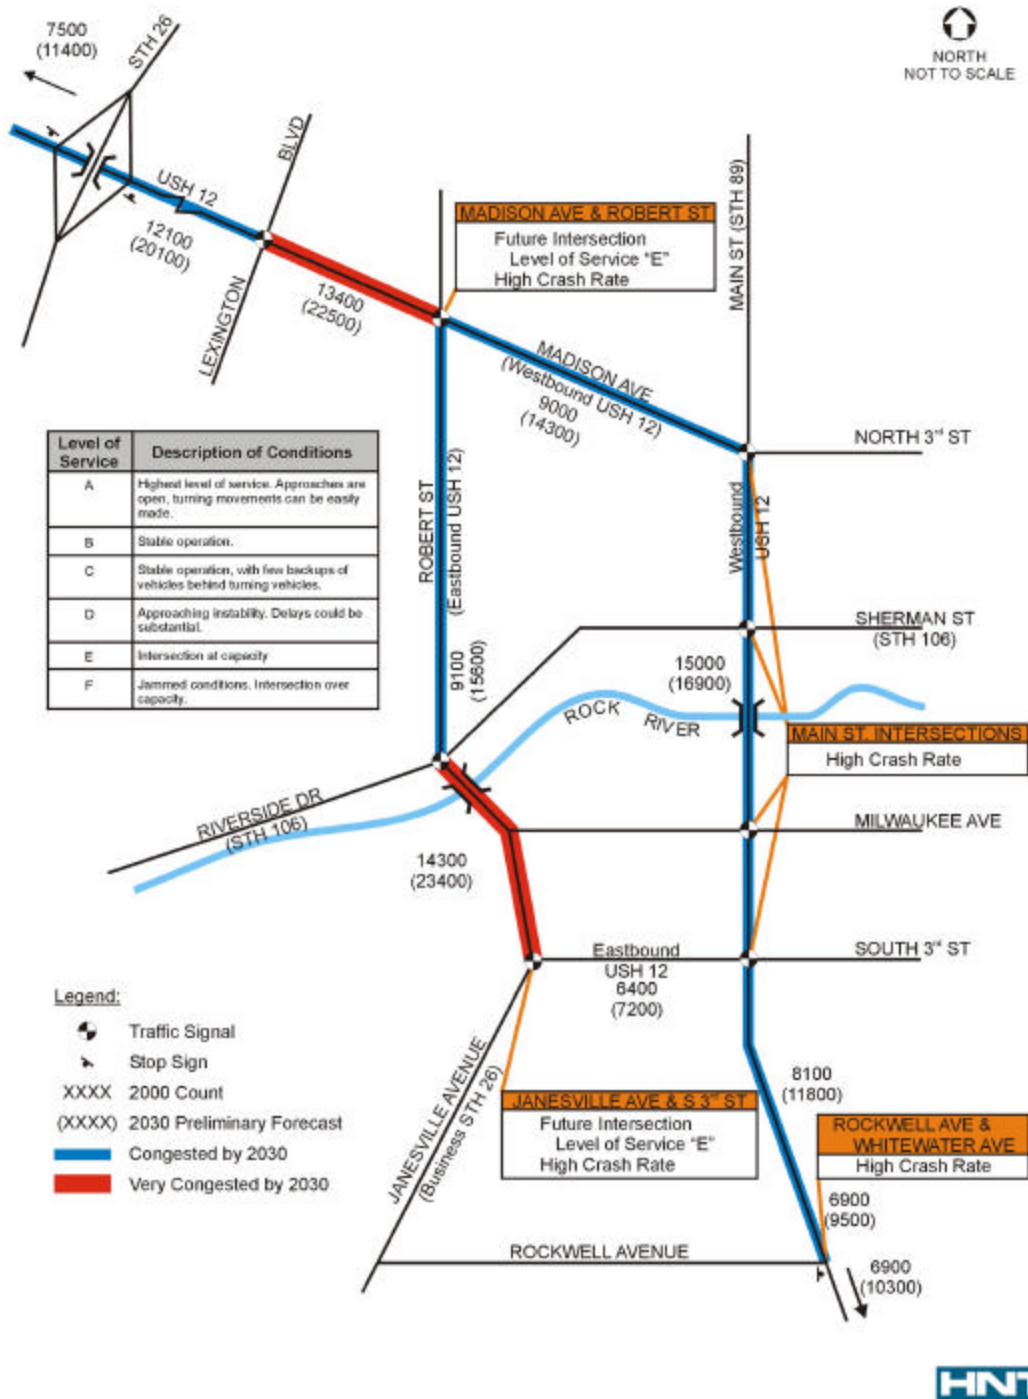 7500
(11400)
STH 26
NORTH
NOT TO SCALE
USH 12
12100
(20100)
BLVD
LEXINGTON
13400
(22500)
MADISON AVE & ROBERT ST
Future Intersection
Level of Service "E"
High Crash Rate
MAIN ST (STH 89)
MADISON AVE
(Westbound USH 12)
9000
(14300)
NORTH 3rd ST
Level of Service
Description of Conditions
A
Highest level of service. Approaches are
open, turning movements can be easily
made.
B
Stable operation.
C
Stable operation, with few backups of
vehicles behind turning vehicles.
D
Approaching instability. Delays could be
substantial.
E
Intersection at capacity
F
Jammed conditions. Intersection over
capacity.
ROBERT ST
(Eastbound USH 12)
9100
(15600)
Westbound
USH 12
SHERMAN ST
(STH 106)
15000
(16900)
ROCK RIVER
MAIN ST. INTERSECTIONS
High Crash Rate
RIVERSIDE DR
(STH 106)
MILWAUKEE AVE
14300
(23400)
Eastbound
USH 12
6400
(7200)
SOUTH 3rd ST
Legend:
Traffic Signal
Stop Sign
XXXX 2000 Count
(XXXX) 2030 Preliminary Forecast
Congested by 2030
Very Congested by 2030
JANESVILLE AVENUE
(Business STH 26)
JANESVILLE AVE & S 3rd ST
Future Intersection
Level of Service "E"
High Crash Rate
8100
(11800)
ROCKWELL AVE &
WHITEWATER AVE
High Crash Rate
6900
(9500)
ROCKWELL AVENUE
6900
(10300)
HNT